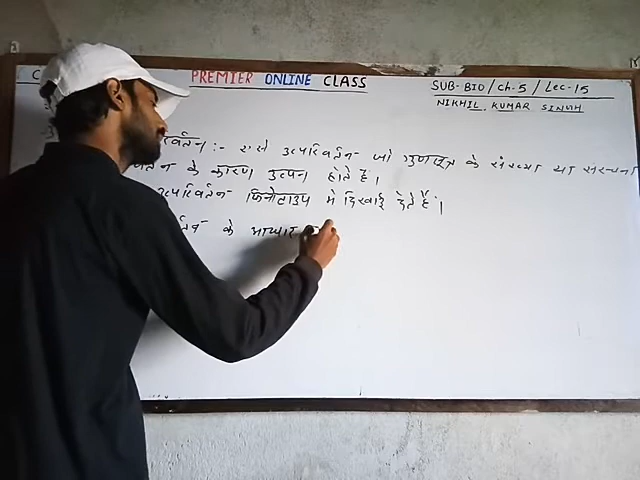 PREMIER ONLINE CLASS
SUB-BIO/Ch-5/Lec-15
NIKHIL KUMAR SINGH
:- ऐसे उत्परिवर्तन जो गुणसूत्र के संख्या या संरचना
के कारण उत्पन होते हैं।
उत्परिवर्तन फिनोटाइप मे दिखाई देते हैं।
के आधार